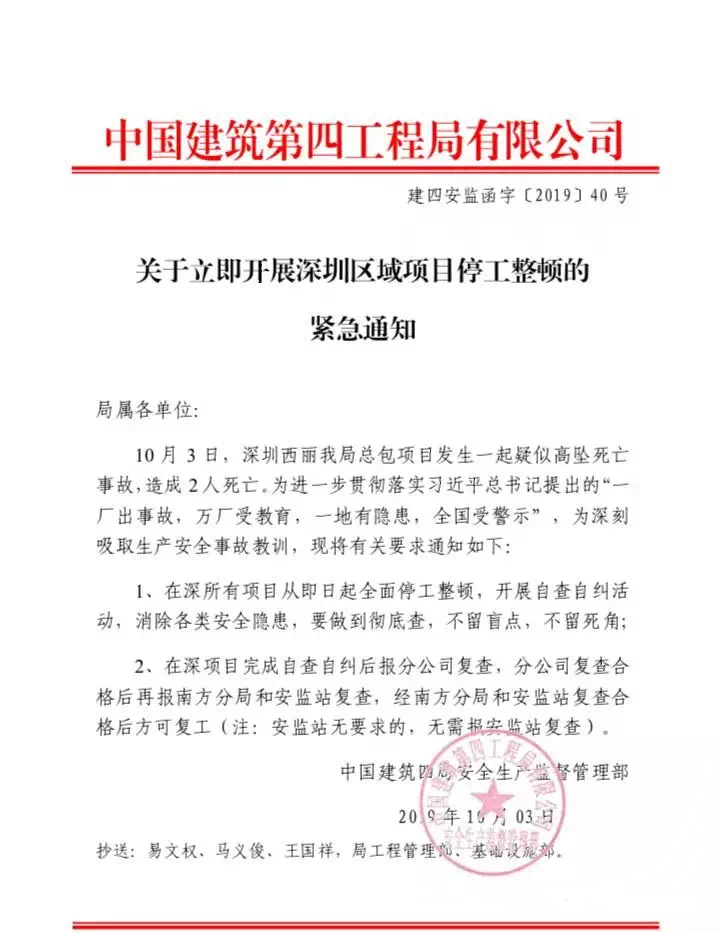 中国建筑第四工程局有限公司
建四安监函字〔2019〕40 号
关于立即开展深圳区域项目停工整顿的
紧急通知
局属各单位：
10 月 3 日，深圳西丽我局总包项目发生一起疑似高坠死亡
事故，造成 2 人死亡。为进一步贯彻落实习近平总书记提出的“一
厂出事故，万厂受教育，一地有隐患，全国受警示”，为深刻
吸取生产安全事故教训，现将有关要求通知如下：
1、在深所有项目从即日起全面停工整顿，开展自查自纠活
动，消除各类安全隐患，要做到彻底查，不留盲点，不留死角；
2、在深项目完成自查自纠后报分公司复查，分公司复查合
格后再报南方分局和安监站复查，经南方分局和安监站复查合
格后方可复工（注：安监站无要求的，无需报安监站复查）。
中国建筑四局安全生产监督管理部
2019 年 10 月 03 日
中国建筑第四工程局有限公司
安全生产监督管理部
抄送：易文权、马义俊、王国祥，局工程管理部、基础设施部。